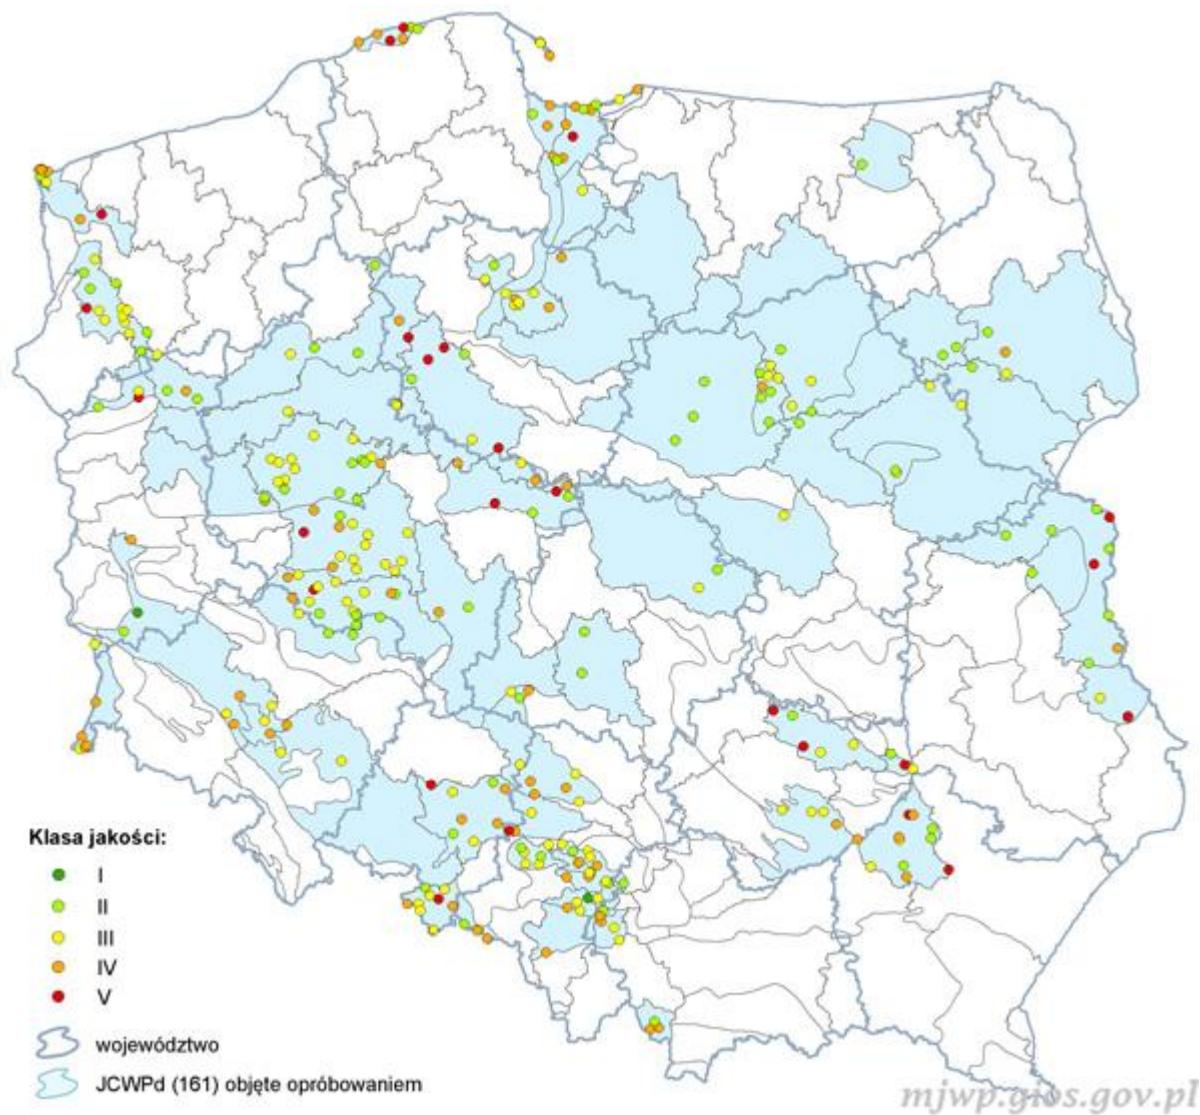 Klasa jakości:
I
II
III
IV
V
województwo
JCWPd (161) objęte opróbowaniem
mjwp.gios.gov.pl